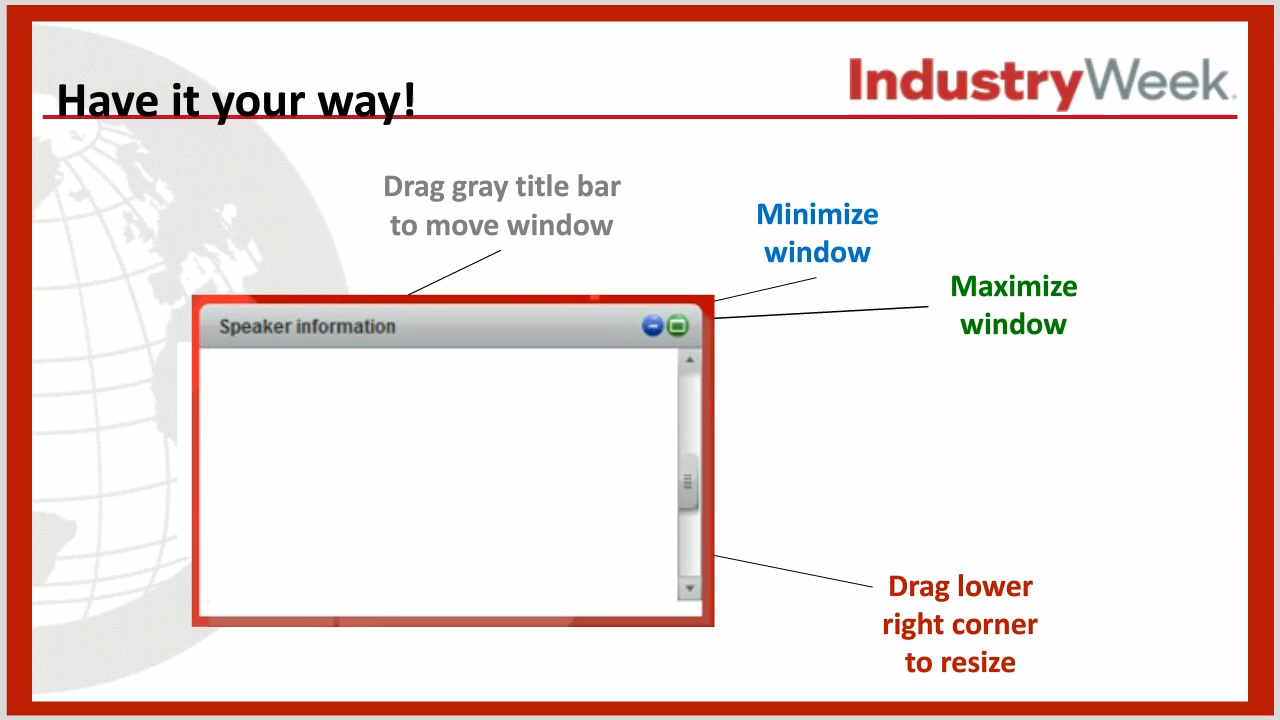 Have it your way!
IndustryWeek.
Drag gray title bar
to move window
Minimize
window
Maximize
window
Speaker information
Drag lower
right corner
to resize